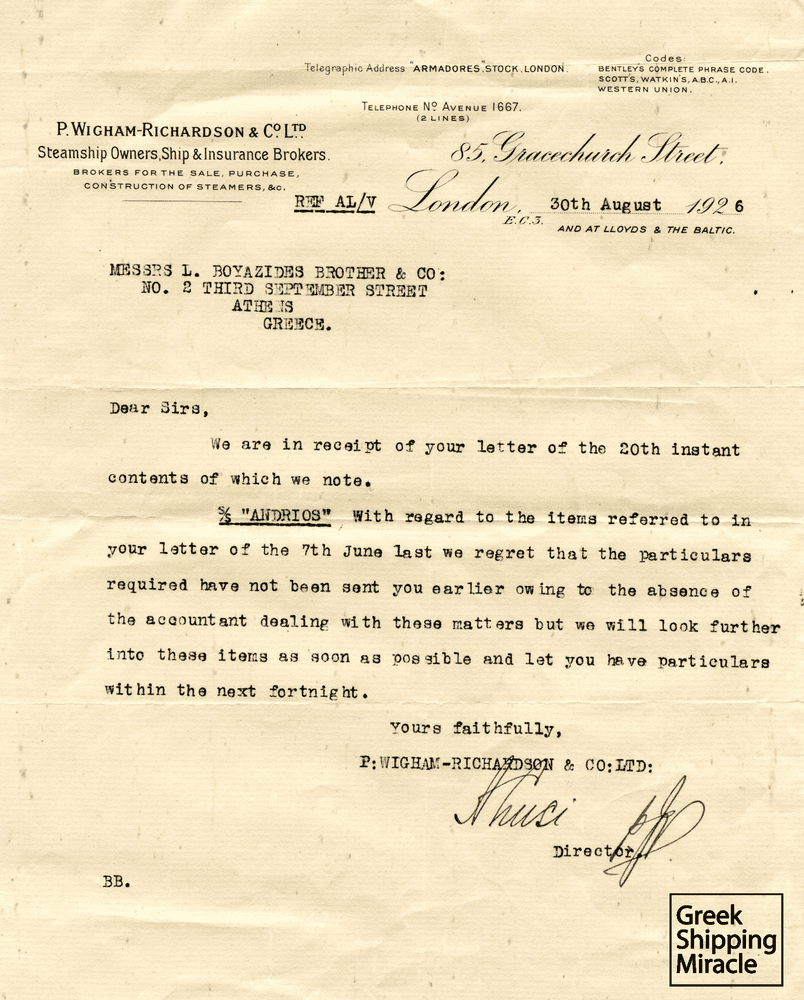 Telegraphic Address "ARMADORES". STOCK. LONDON.
Codes:
BENTLEY'S COMPLETE PHRASE CODE.
SCOTT'S, WATKIN'S, A.B.C., A.I.
WESTERN UNION.
TELEPHONE Nº AVENUE 1667.
(2 LINES)
P. WIGHAM-RICHARDSON & Cº. LTD
Steamship Owners, Ship & Insurance Brokers.
BROKERS FOR THE SALE, PURCHASE,
CONSTRUCTION OF STEAMERS, &c.
85, Gracechurch Street.
REF AL/V
London, 30th August 1926
E.C.3.
AND AT LLOYDS & THE BALTIC.
MESSRS L. BOYAZIDES BROTHER & CO:
NO. 2 THIRD SEPTEMBER STREET
ATHENS
GREECE.
Dear Sirs,
We are in receipt of your letter of the 20th instant
contents of which we note.
S/S "ANDRIOS" With regard to the items referred to in
your letter of the 7th June last we regret that the particulars
required have not been sent you earlier owing to the absence of
the accountant dealing with these matters but we will look further
into these items as soon as possible and let you have particulars
within the next fortnight.
Yours faithfully,
P:WIGHAM-RICHARDSON & CO:LTD:
Director.
BB.
Greek
Shipping
Miracle